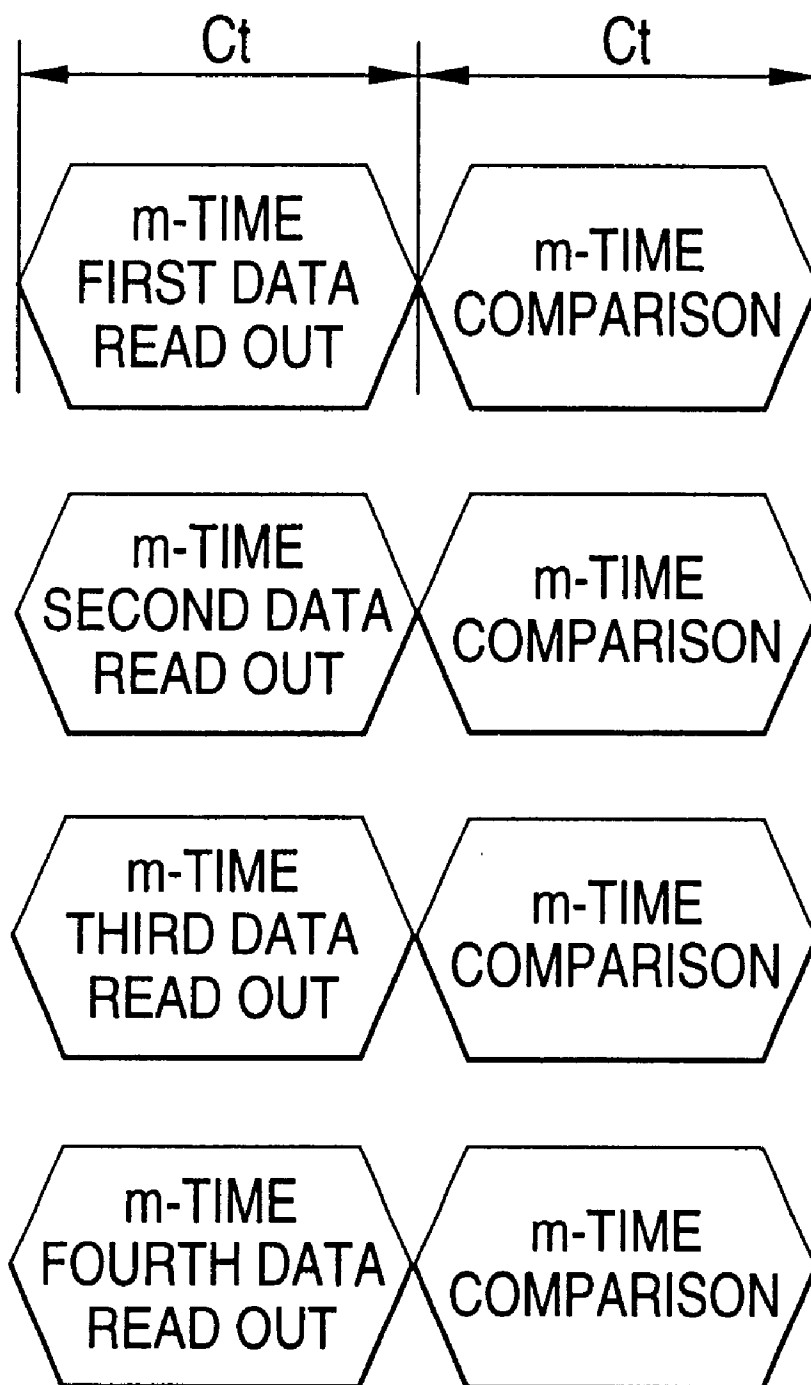 Ct Ct
m-TIME
FIRST DATA
READ OUT
m-TIME
COMPARISON
m-TIME
SECOND DATA
READ OUT
m-TIME
COMPARISON
m-TIME
THIRD DATA
READ OUT
m-TIME
COMPARISON
m-TIME
FOURTH DATA
READ OUT
m-TIME
COMPARISON